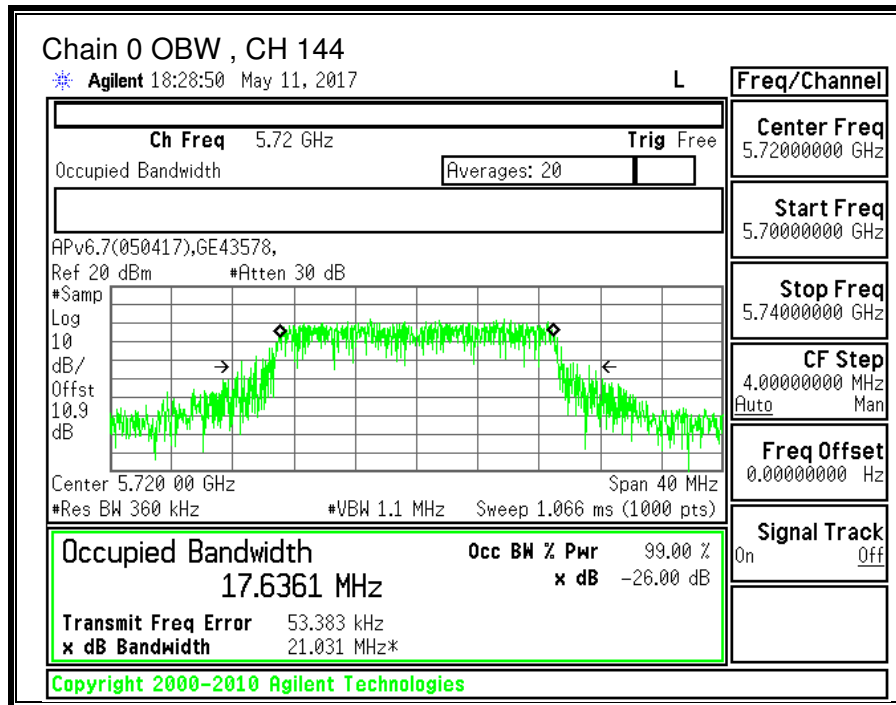 Chain 0 OBW , CH 144
Agilent 18:28:50 May 11, 2017 L
Freq/Channel
Ch Freq 5.72 GHz Trig Free
Occupied Bandwidth Averages: 20
APv6.7(050417),GE43578,
Ref 20 dBm #Atten 30 dB
#Samp
Log
10
dB/
Offst
10.9
dB
Center 5.720 00 GHz Span 40 MHz
#Res BW 360 kHz #VBW 1.1 MHz Sweep 1.066 ms (1000 pts)
Occupied Bandwidth Occ BW % Pwr 99.00 %
17.6361 MHz x dB -26.00 dB
Transmit Freq Error 53.383 kHz
x dB Bandwidth 21.031 MHz*
Copyright 2000-2010 Agilent Technologies
Center Freq
5.72000000 GHz
Start Freq
5.70000000 GHz
Stop Freq
5.74000000 GHz
CF Step
4.00000000 MHz
Auto Man
Freq Offset
0.00000000 Hz
Signal Track
On Off